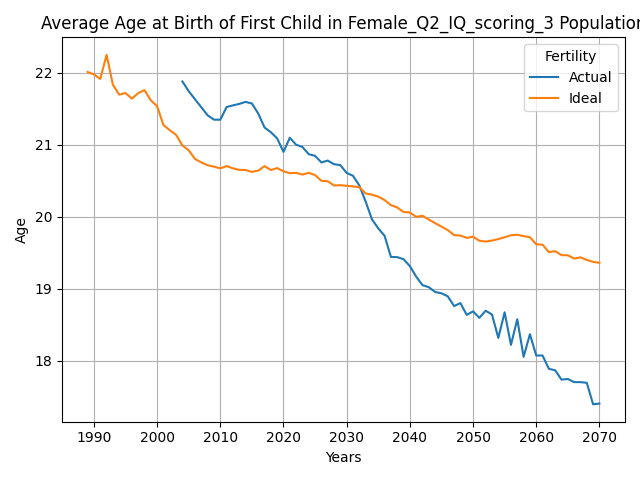 Average Age at Birth of First Child in Female_Q2_IQ_scoring_3 Population
Fertility
Actual
Ideal
Age
22
21
20
19
18
1990 2000 2010 2020 2030 2040 2050 2060 2070
Years